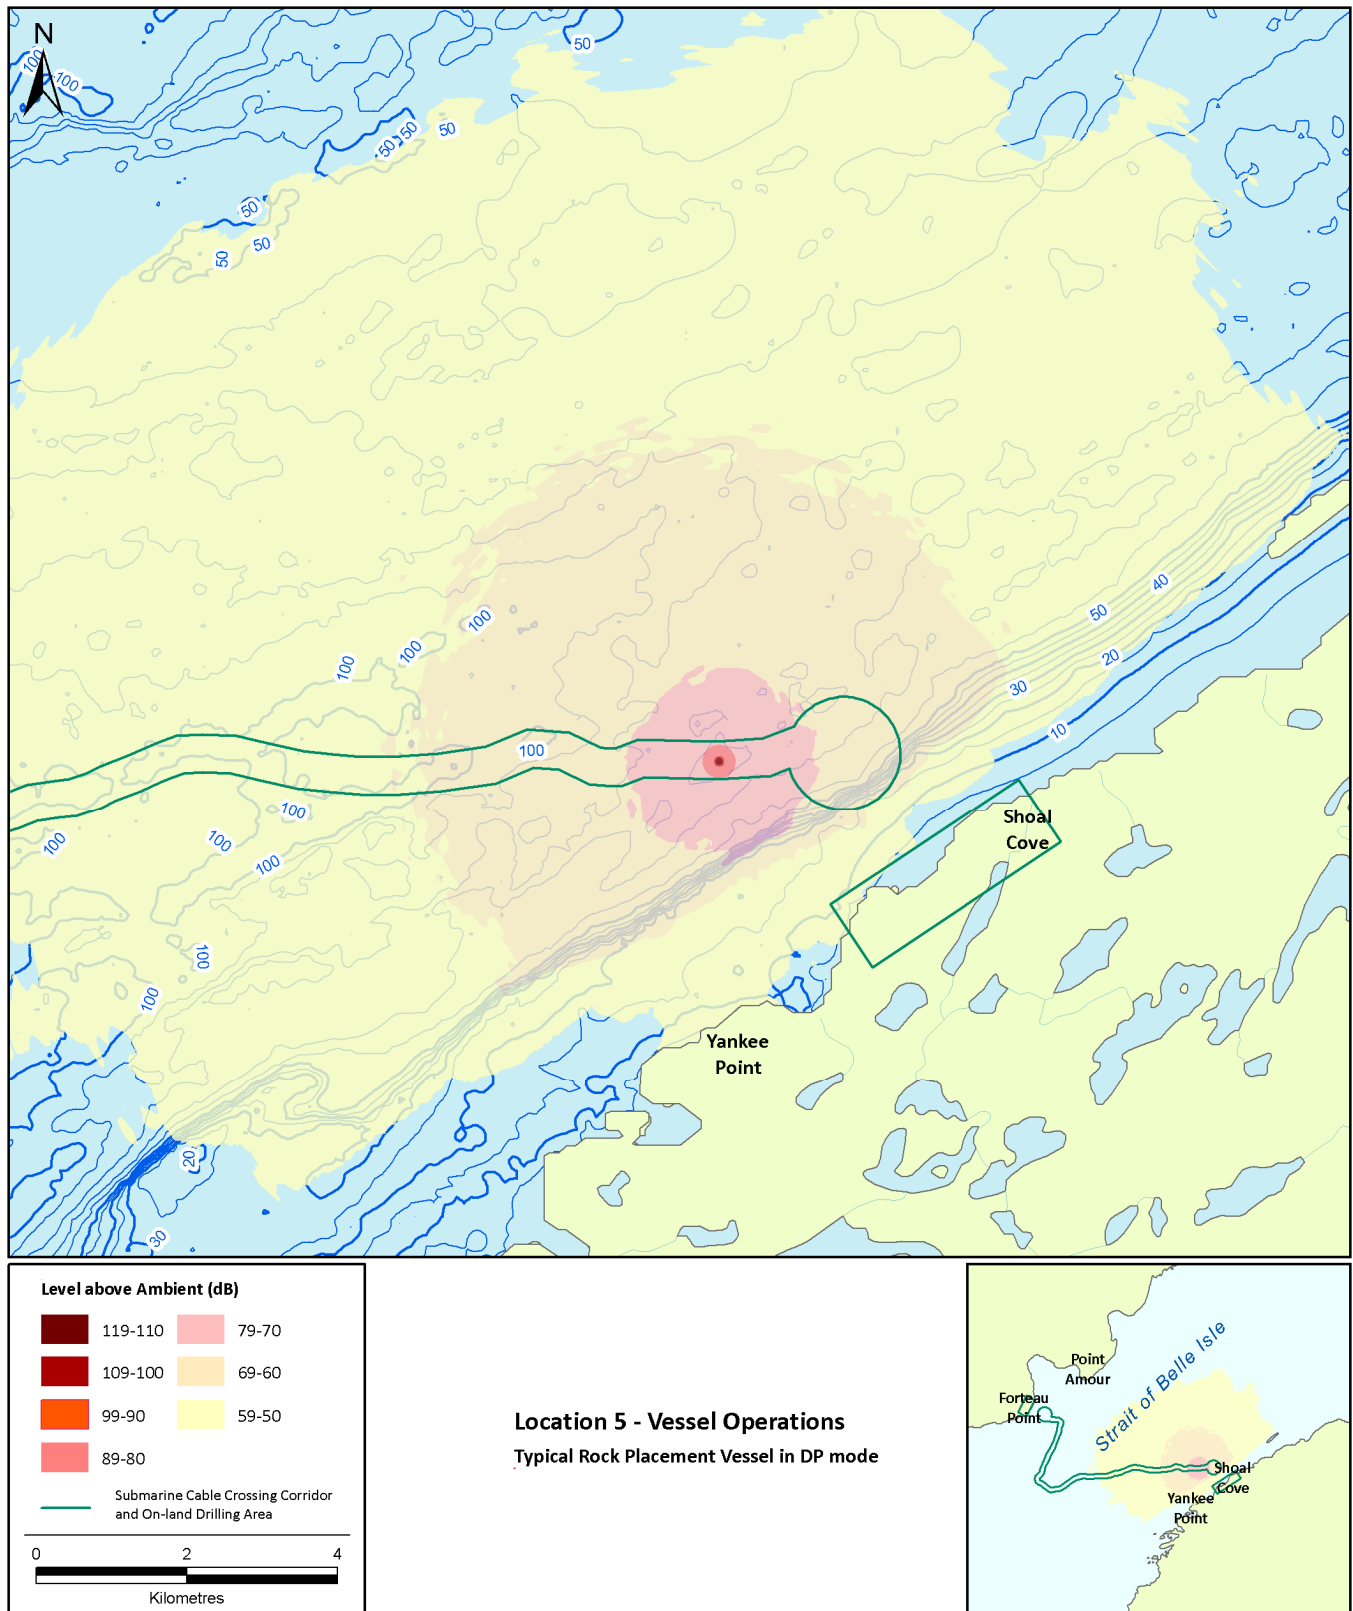 N
50
100
100
50
50
50
50
50
50
40
50
100
100
20
100
30
10
100
100
100
100
100
Shoal
Cove
100
100
Yankee
Point
20
30
Level above Ambient (dB)
119-110
79-70
109-100
69-60
99-90
59-50
89-80
Submarine Cable Crossing Corridor
and On-land Drilling Area
0 2 4
Kilometres
Location 5 - Vessel Operations
Typical Rock Placement Vessel in DP mode
Strait of Belle Isle
Point
Amour
Forteau
Point
Shoal
Cove
Yankee
Point